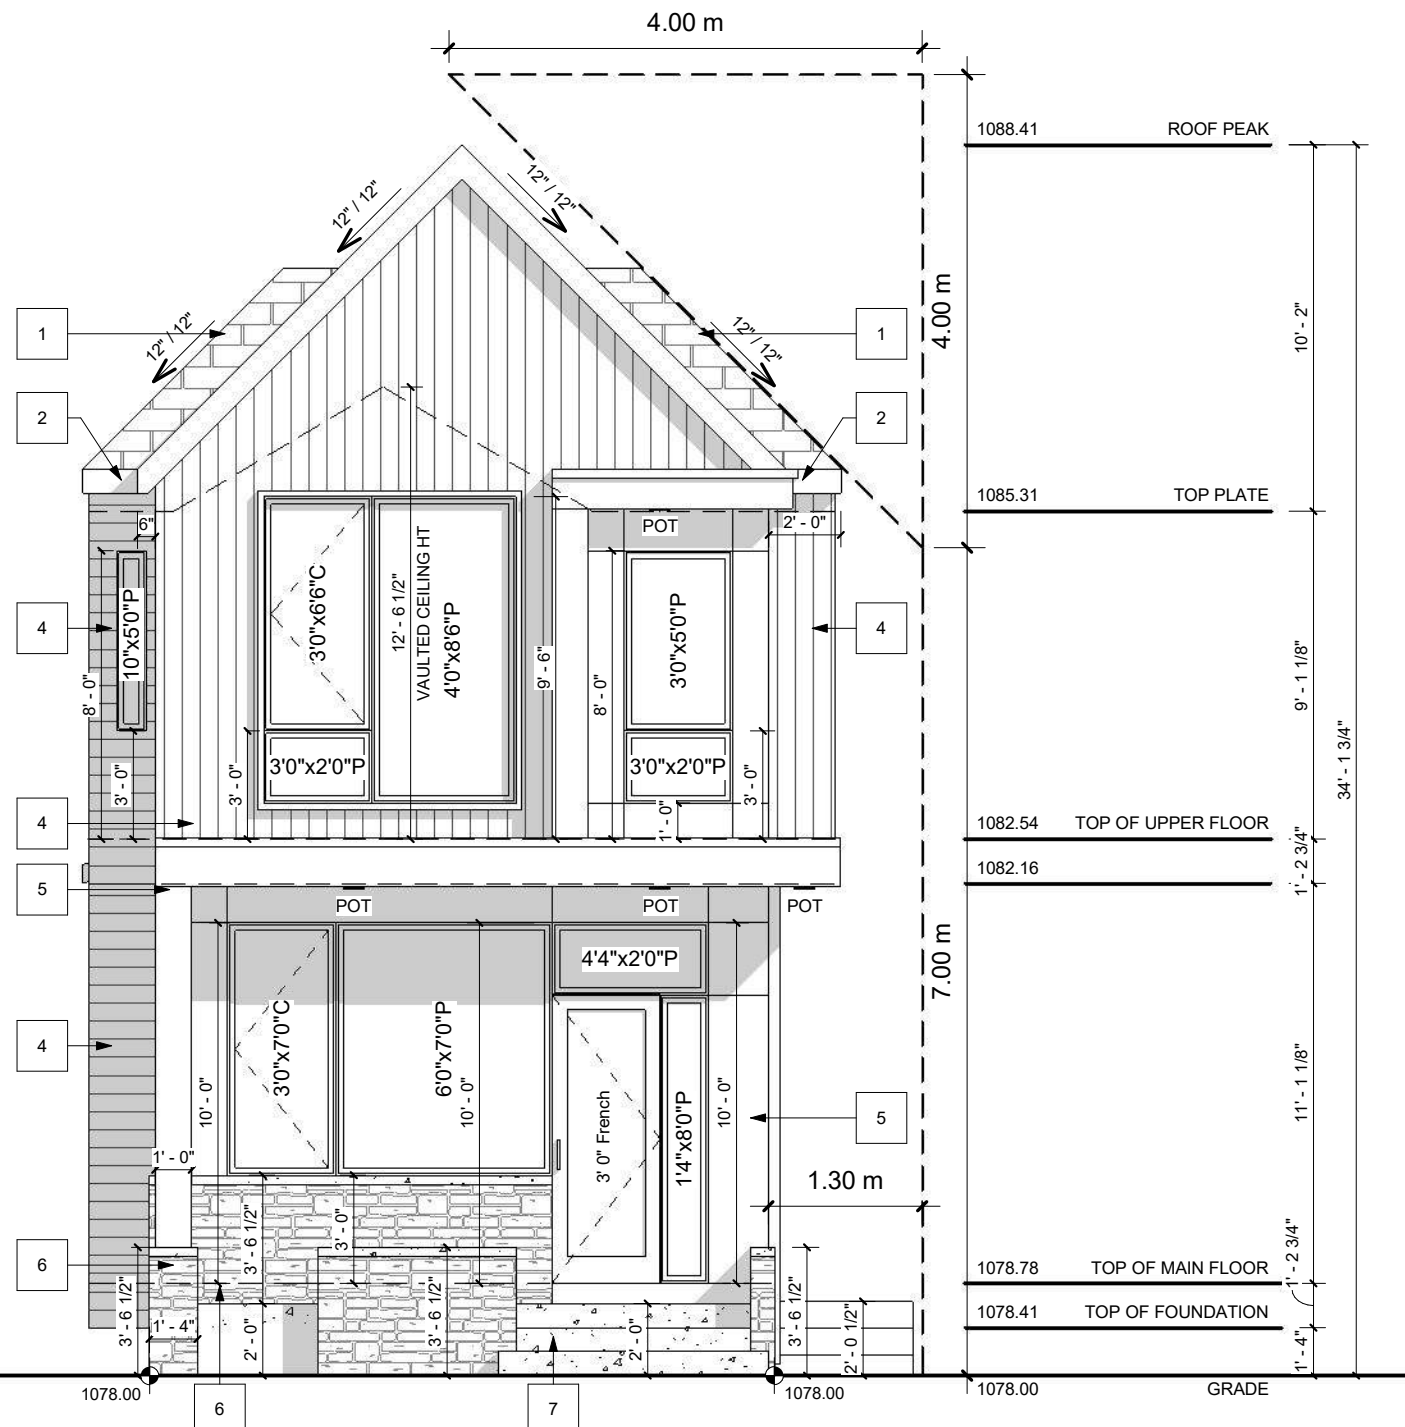 4.00 m
1088.41 ROOF PEAK
12" / 12"
12" / 12"
4.00 m
10' - 2"
1
12" / 12"
12" / 12"
1
2
2
1085.31 TOP PLATE
6"
POT
2' - 0"
4
10"x5'0"P
8' - 0"
3' - 0"
3'0"x6'6"C
12' - 6 1/2"
VAULTED CEILING HT
4'0"x8'6"P
9' - 6"
8' - 0"
3'0"x5'0"P
4
9' - 1 1/8"
34' - 1 3/4"
3'0"x2'0"P
3'0"x2'0"P
3' - 0"
3' - 0"
1' - 0"
4
1082.54 TOP OF UPPER FLOOR
1' - 2 3/4"
1082.16
5
POT
POT
POT
4'4"x2'0"P
7.00 m
4
3'0"x7'0"C
6'0"x7'0"P
10' - 0"
10' - 0"
3' 0" French
1'4"x8'0"P
10' - 0"
5
11' - 1 1/8"
1' - 0"
1.30 m
3' - 6 1/2"
3' - 0"
6
1' - 2 3/4"
1078.78 TOP OF MAIN FLOOR
1078.41 TOP OF FOUNDATION
3' - 6 1/2"
1' - 4"
2' - 0"
3' - 6 1/2"
2' - 0"
3' - 6 1/2"
2' - 0 1/2"
1' - 4"
1078.00
1078.00
1078.00 GRADE
6
7